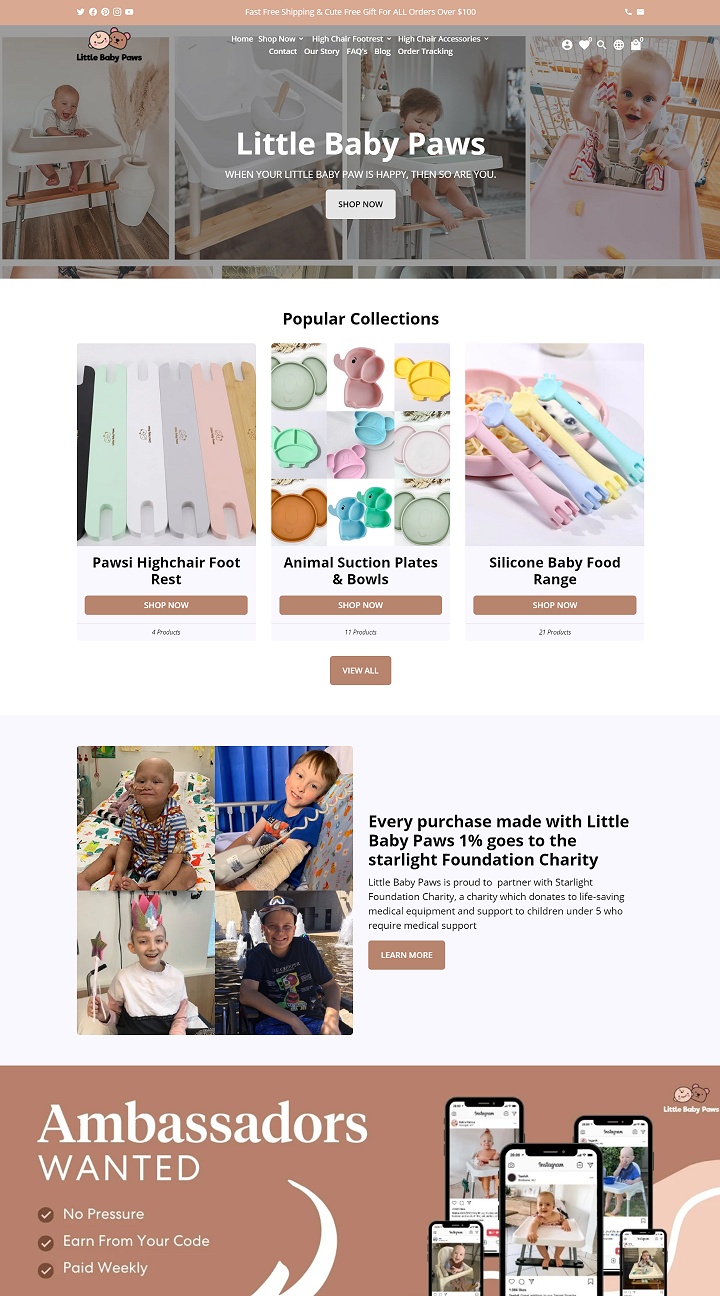 Fast Free Shipping & Cute Free Gift For ALL Orders Over $100
Little Baby Paws
Home Shop Now High Chair Footrest High Chair Accessories
Contact Our Story FAQ's Blog Order Tracking
0 0
Little Baby Paws
WHEN YOUR LITTLE BABY PAW IS HAPPY, THEN SO ARE YOU.
SHOP NOW
Popular Collections
Pawsi Highchair Foot
Rest
SHOP NOW
4 Products
Animal Suction Plates
& Bowls
SHOP NOW
11 Products
Silicone Baby Food
Range
SHOP NOW
21 Products
VIEW ALL
Every purchase made with Little
Baby Paws 1% goes to the
starlight Foundation Charity
Little Baby Paws is proud to partner with Starlight
Foundation Charity, a charity which donates to life-saving
medical equipment and support to children under 5 who
require medical support
LEARN MORE
Ambassadors
WANTED
No Pressure
Earn From Your Code
Paid Weekly
Little Baby Paws
Instagram
Instagram
Instagram